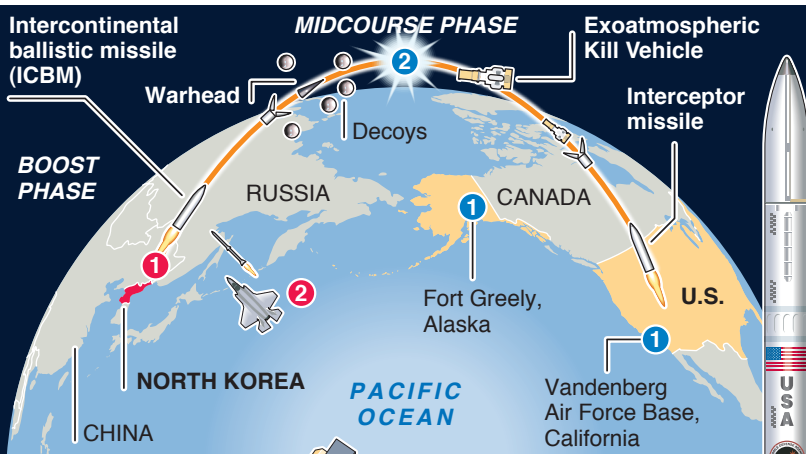 Intercontinental
ballistic missile
(ICBM)
MIDCOURSE PHASE
2
Exoatmospheric
Kill Vehicle
Warhead
Decoys
Interceptor
missile
BOOST
PHASE
RUSSIA
CANADA
1
1
2
Fort Greely,
Alaska
U.S.
1
NORTH KOREA
CHINA
PACIFIC
OCEAN
Vandenberg
Air Force Base,
California
USA